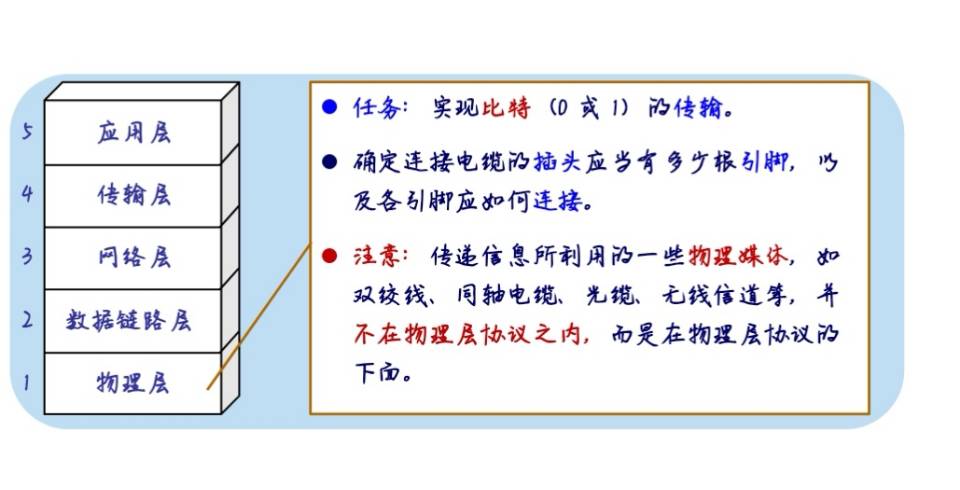 5 应用层
4 传输层
3 网络层
2 数据链路层
1 物理层
● 任务： 实现比特（0 或 1）的传输。
● 确定连接电缆的插头应当有多少根引脚，以
及各引脚应如何连接。
● 注意： 传递信息所利用的一些物理媒体，如
双绞线、同轴电缆、光缆、无线信道等，并
不在物理层协议之内，而是在物理层协议的
下面。